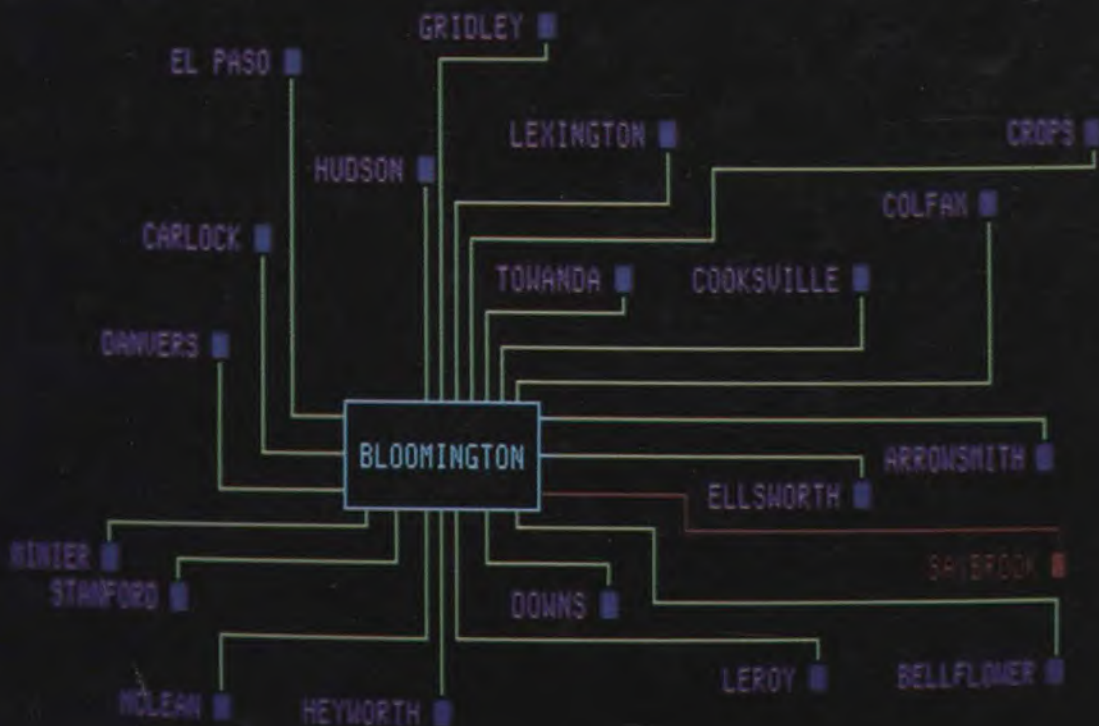 GRIDLEY
EL PASO
LEXINGTON
CROPS
HUDSON
COLFAX
CARLOCK
TOWANDA
COOKSVILLE
DANVERS
BLOOMINGTON
ARROWSMITH
ELLSWORTH
MINIER
SAYBROOK
STANFORD
DOWNS
LEROY
BELLFLOWER
MCLEAN
HEYWORTH